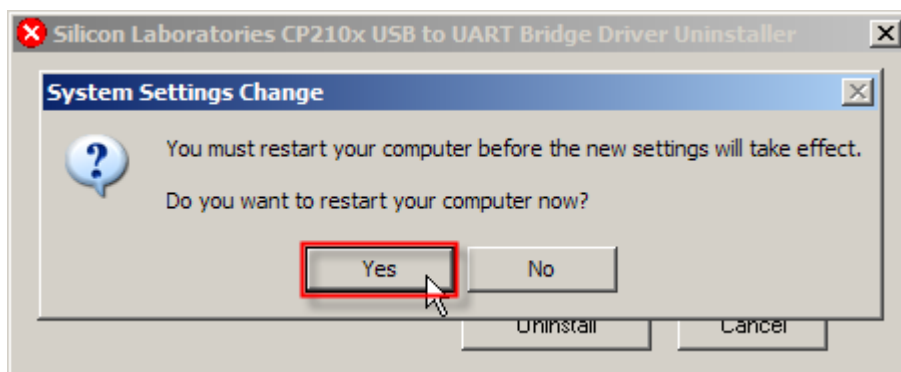 Silicon Laboratories CP210x USB to UART Bridge Driver Uninstaller
System Settings Change
You must restart your computer before the new settings will take effect.
Do you want to restart your computer now?
Yes
No
Uninstall
Cancel